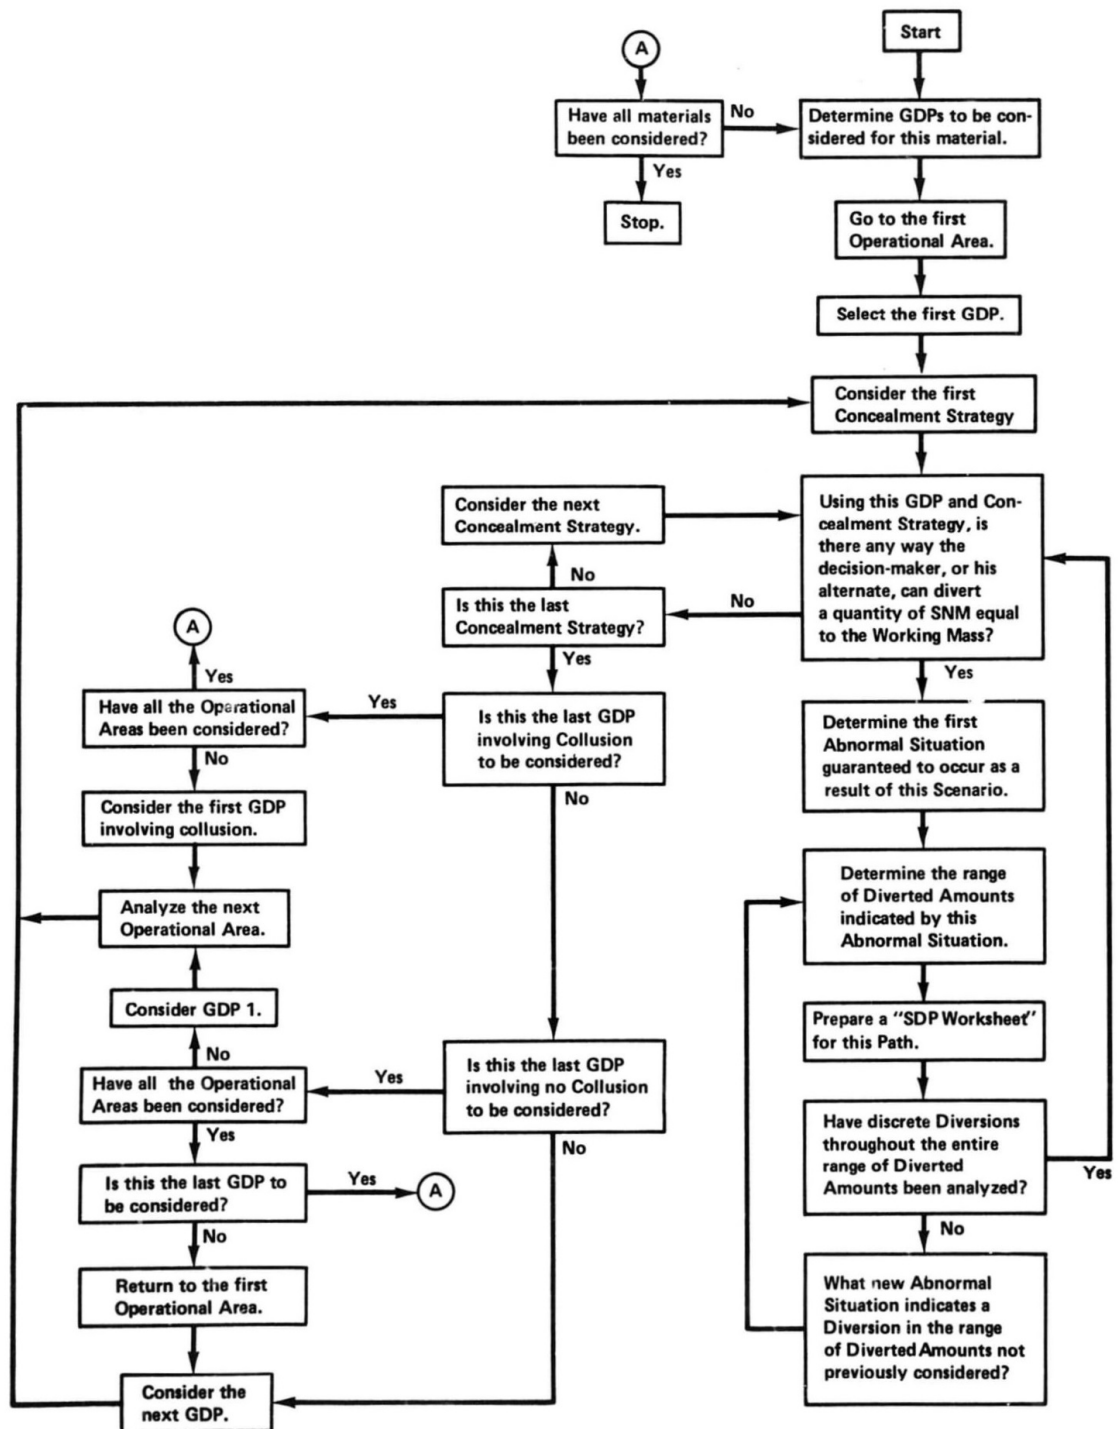 Start
A
Have all materials
been considered?
No
Determine GDPs to be con-
sidered for this material.
Yes
Stop.
Go to the first
Operational Area.
Select the first GDP.
Consider the first
Concealment Strategy
Consider the next
Concealment Strategy.
Using this GDP and Con-
cealment Strategy, is
there any way the
decision-maker, or his
alternate, can divert
a quantity of SNM equal
to the Working Mass?
No
Is this the last
Concealment Strategy?
No
Yes
Yes
A
Yes
Have all the Operational
Areas been considered?
Yes
Is this the last GDP
involving Collusion
to be considered?
Determine the first
Abnormal Situation
guaranteed to occur as a
result of this Scenario.
No
No
Consider the first GDP
involving collusion.
Analyze the next
Operational Area.
Determine the range
of Diverted Amounts
indicated by this
Abnormal Situation.
Consider GDP 1.
Prepare a "SDP Worksheet"
for this Path.
No
Have all the Operational
Areas been considered?
Yes
Is this the last GDP
involving no Collusion
to be considered?
Yes
No
Have discrete Diversions
throughout the entire
range of Diverted
Amounts been analyzed?
Yes
Is this the last GDP to
be considered?
Yes
A
No
No
Return to the first
Operational Area.
What new Abnormal
Situation indicates a
Diversion in the range
of Diverted Amounts not
previously considered?
Consider the
next GDP.